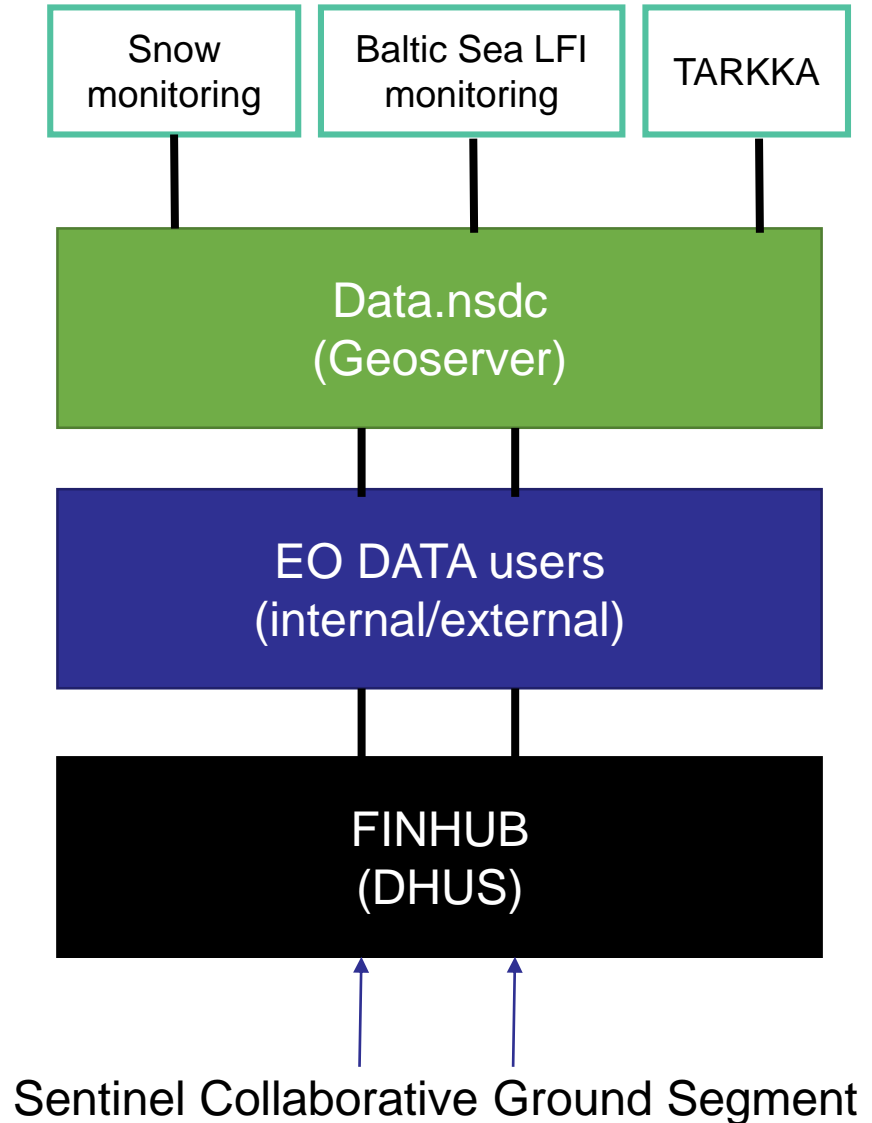 Snow
monitoring
Baltic Sea LFI
monitoring
TARKKA
Data.nsdc
(Geoserver)
EO DATA users
(internal/external)
FINHUB
(DHUS)
Sentinel Collaborative Ground Segment